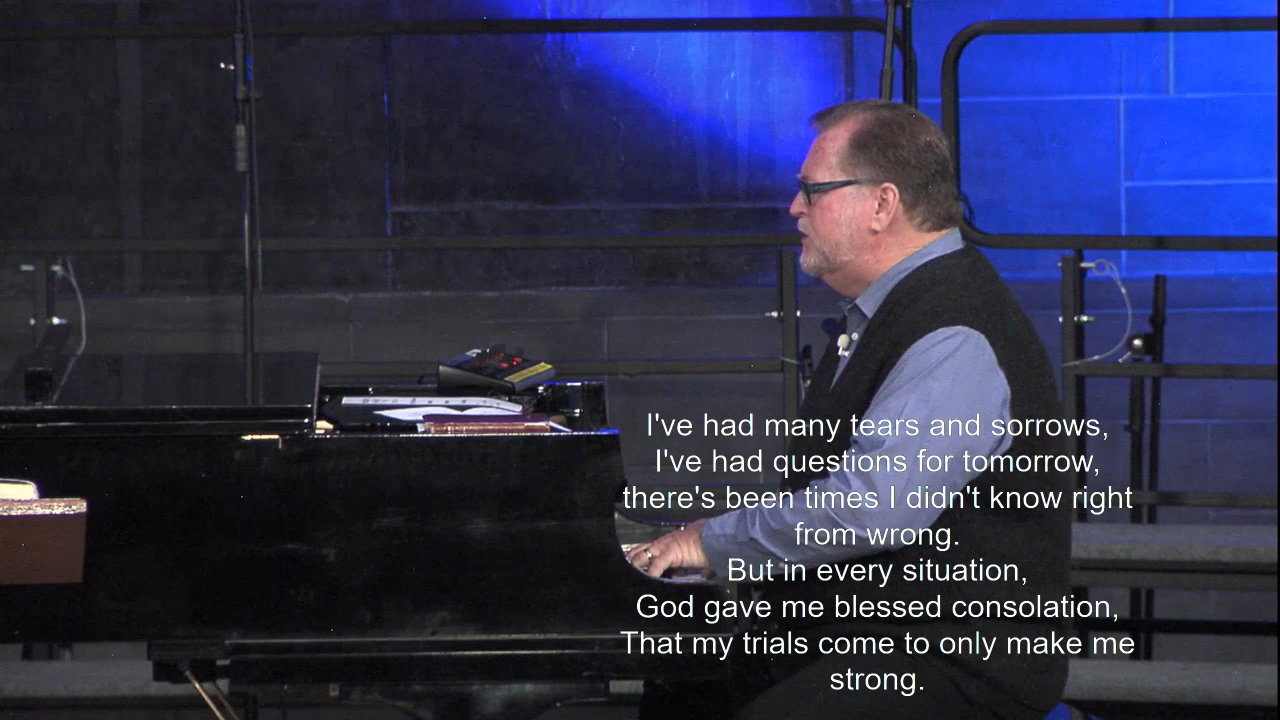 I've had many tears and sorrows,
I've had questions for tomorrow,
there's been times I didn't know right
from wrong.
But in every situation,
God gave me blessed consolation,
That my trials come to only make me
strong.